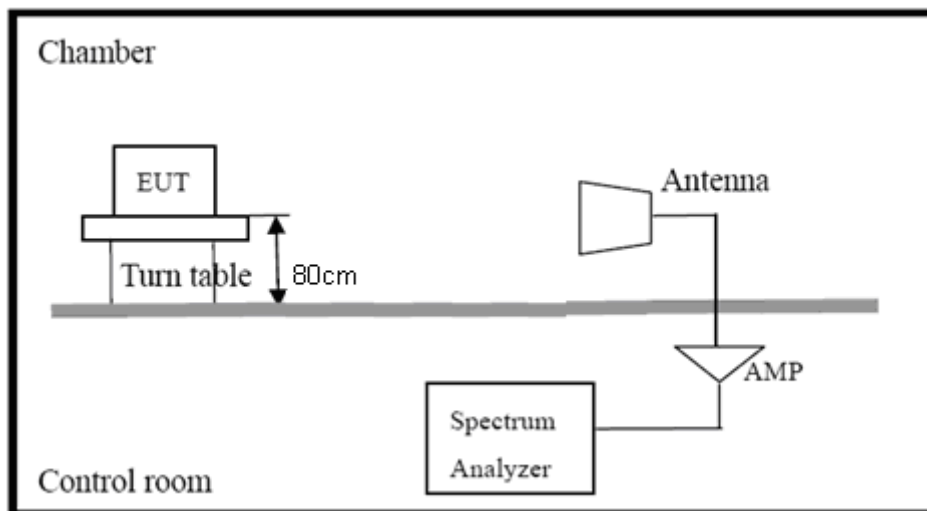 Chamber
EUT
Antenna
Turn table
80cm
AMP
Spectrum
Analyzer
Control room